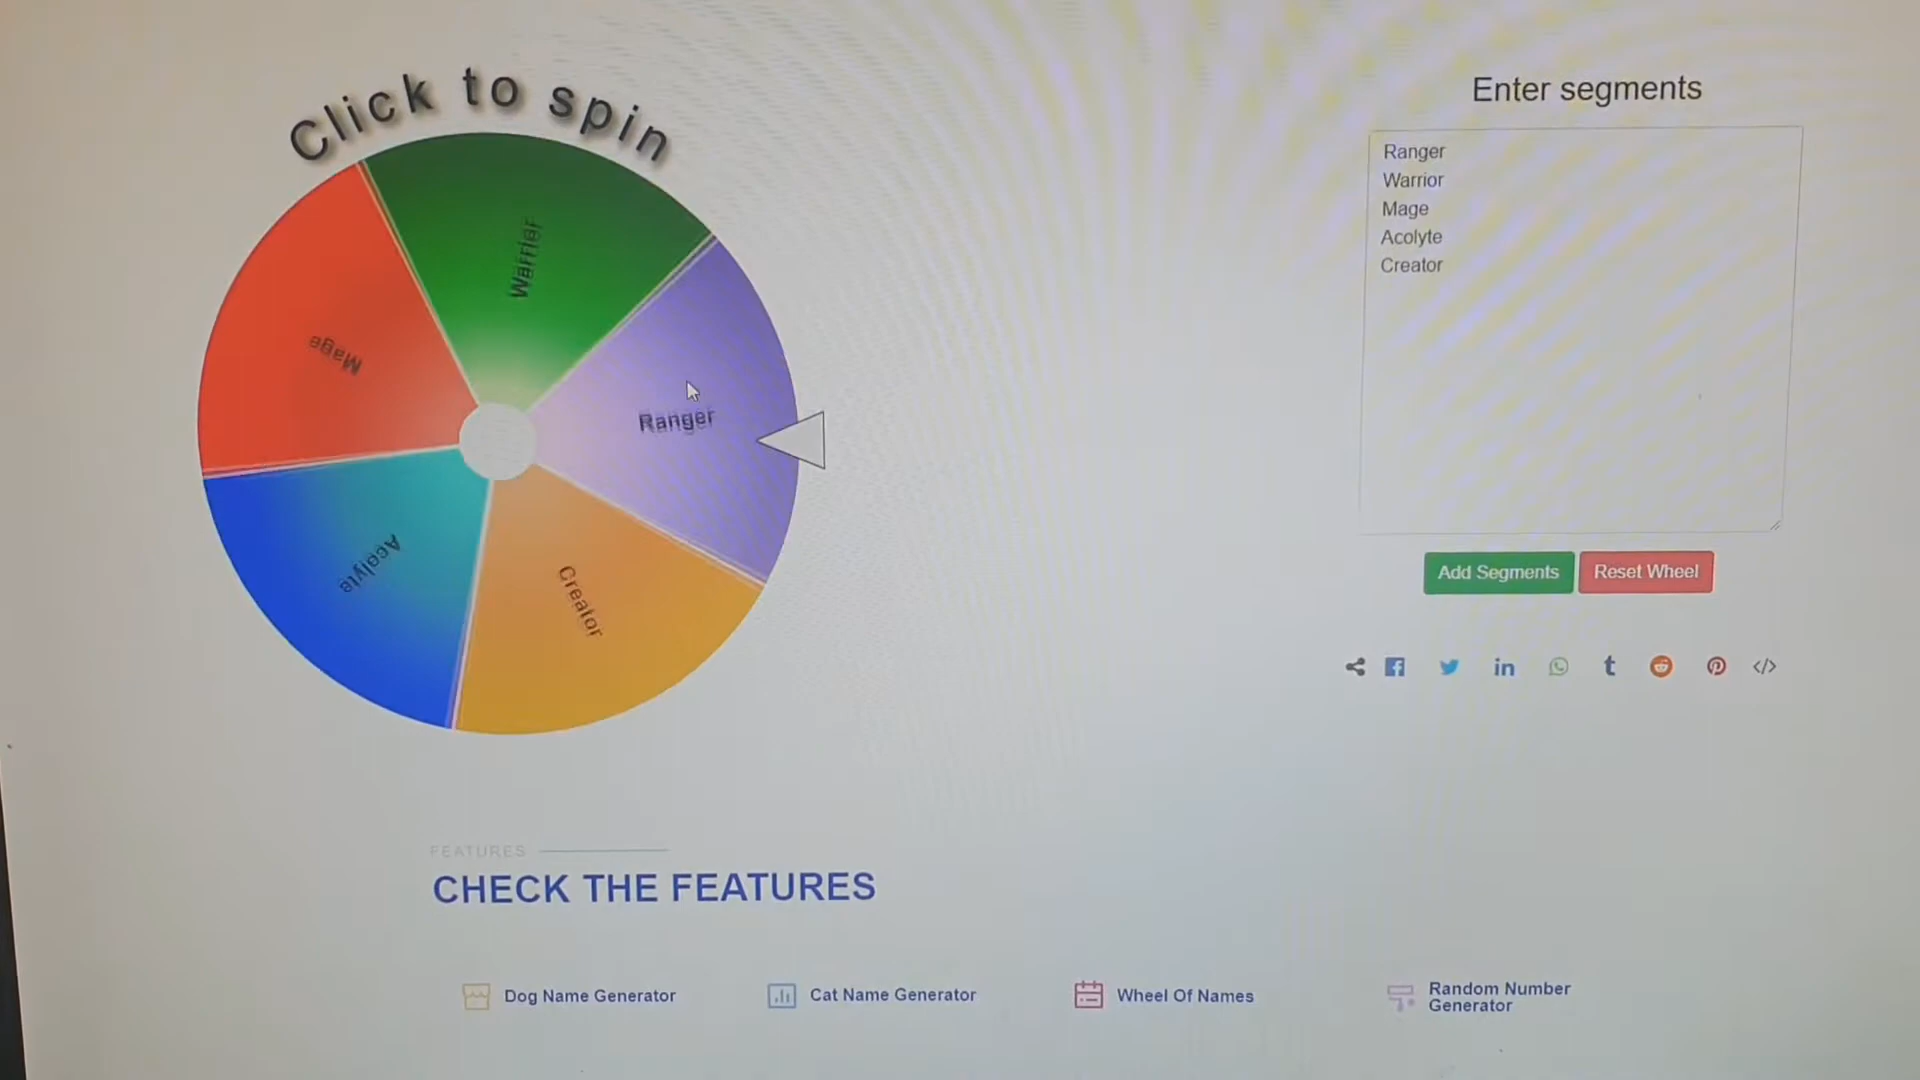 Click to spin
Warrier
Ranger
Mage
Acolyte
Creator
Enter segments
Ranger
Warrior
Mage
Acolyte
Creator
Add Segments
Reset Wheel
FEATURES
CHECK THE FEATURES
Dog Name Generator
Cat Name Generator
Wheel Of Names
Random Number
Generator